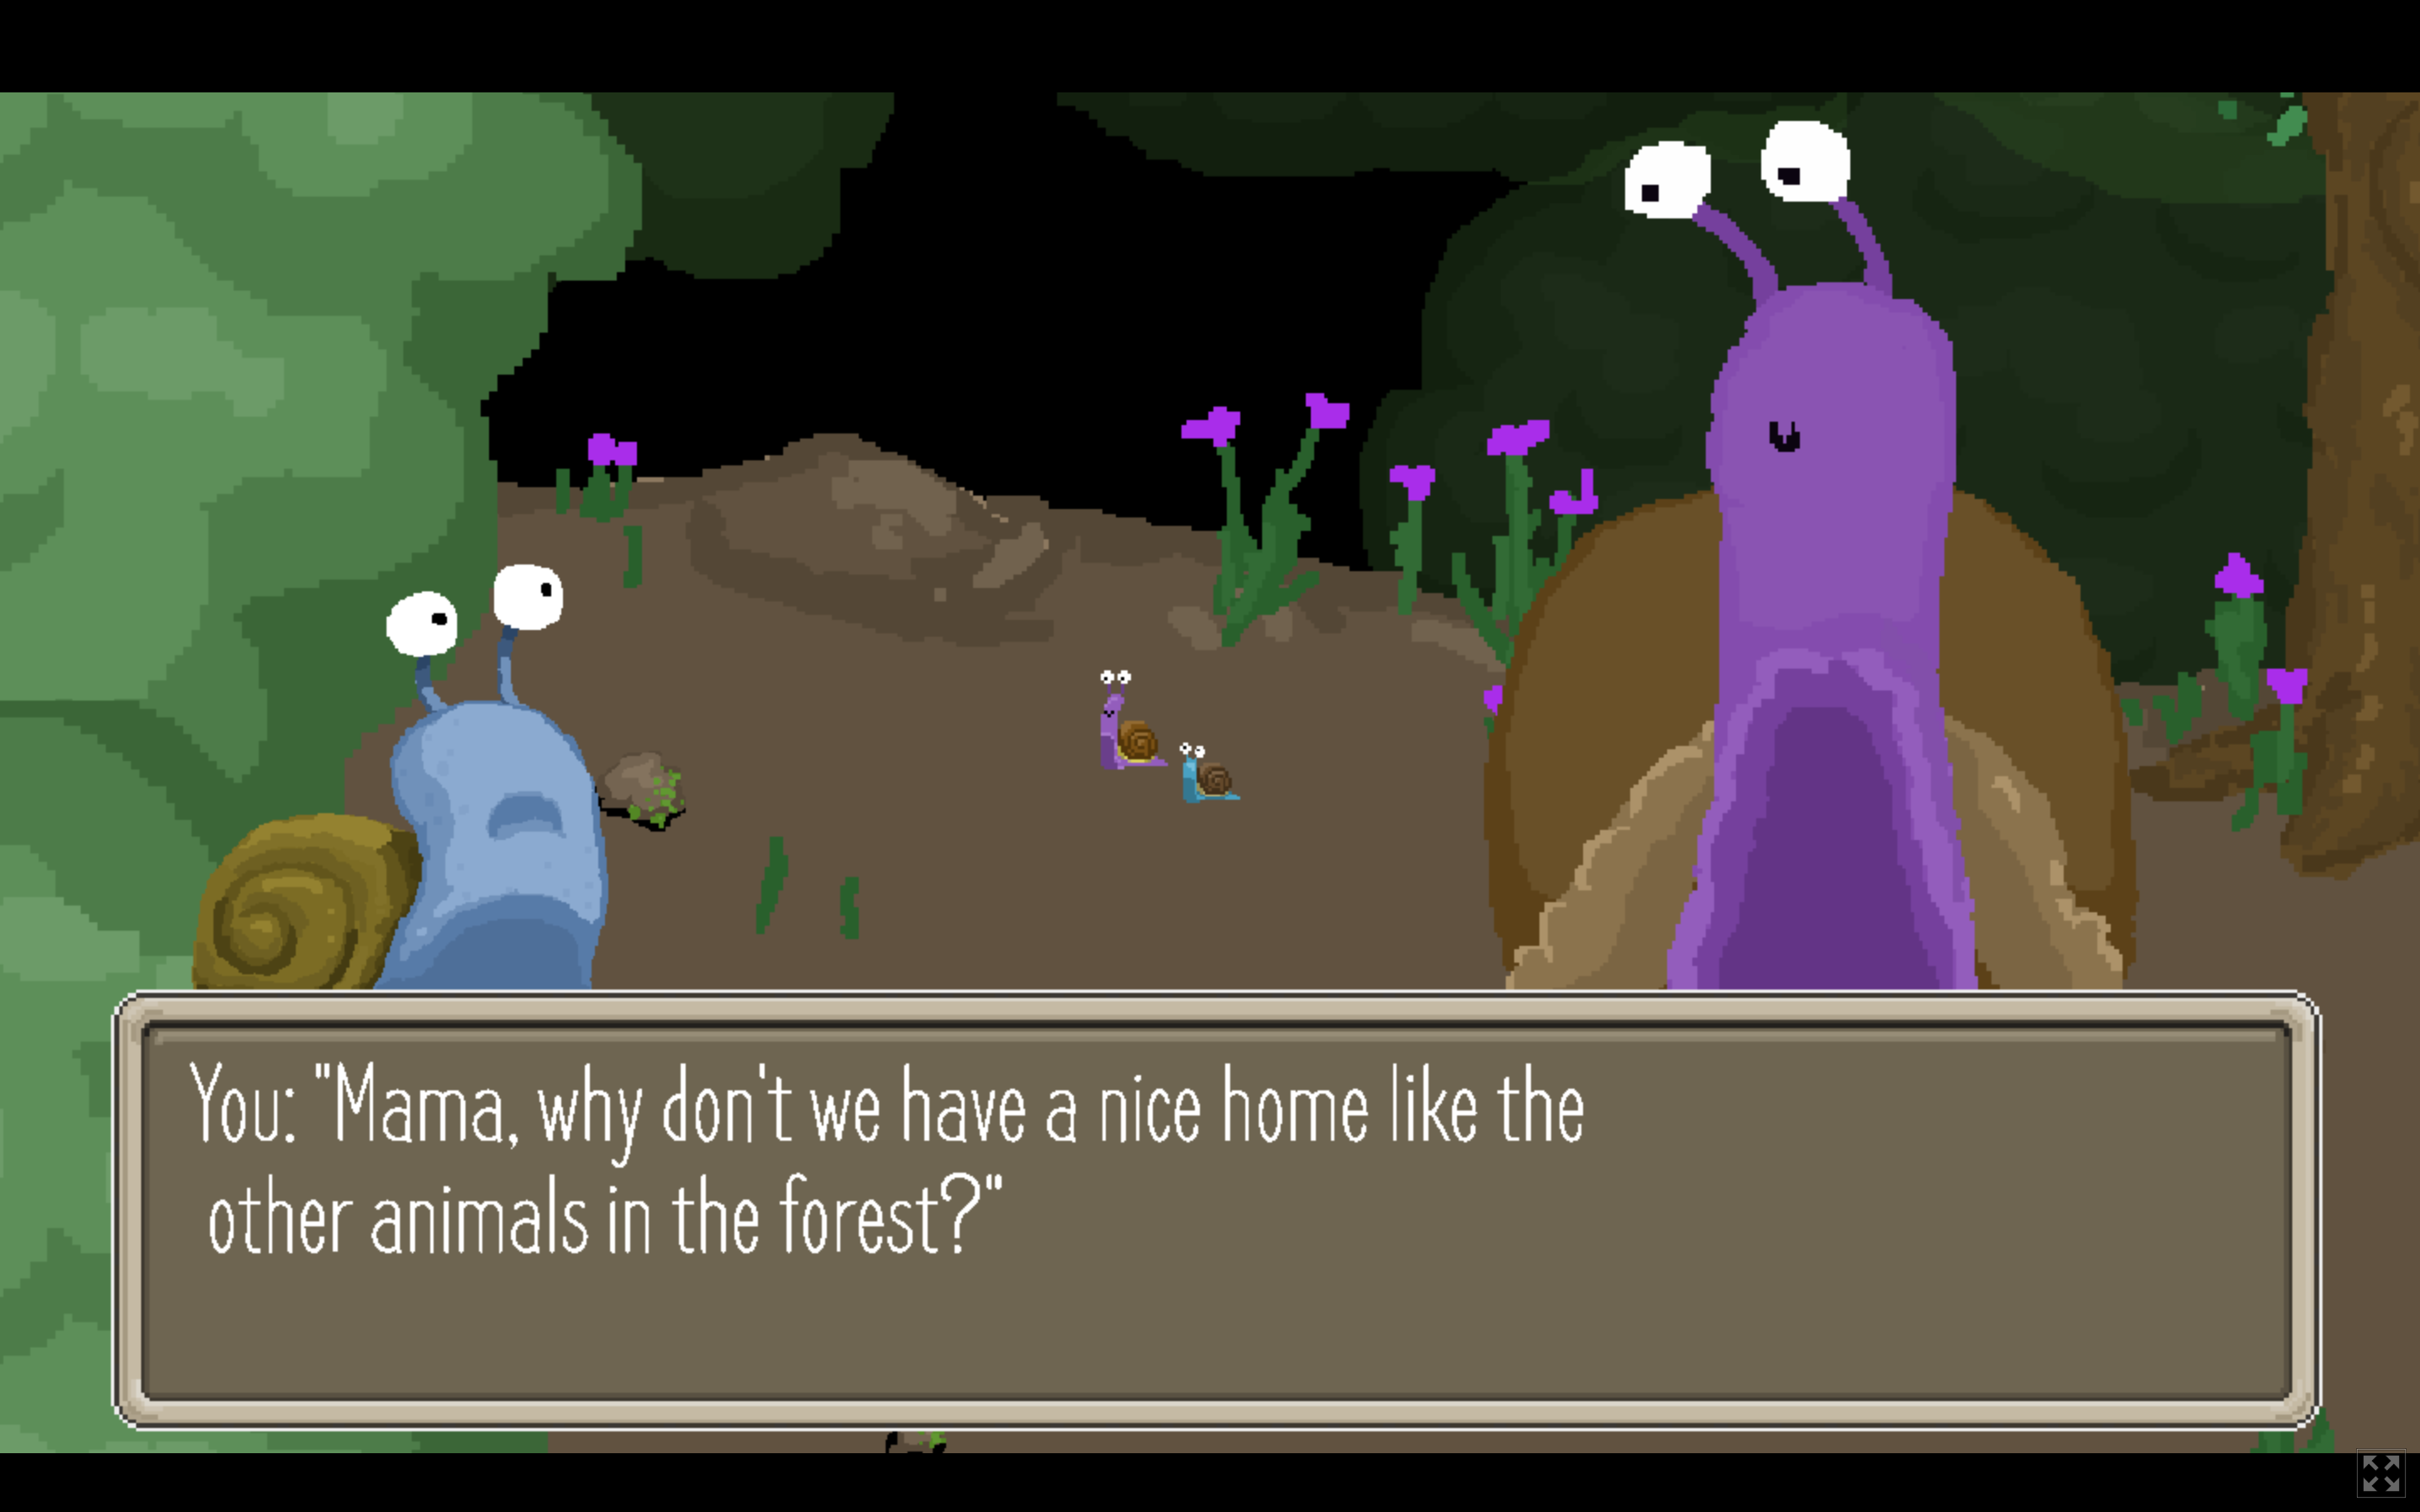 You: "Mama, why don't we have a nice home like the
other animals in the forest?"